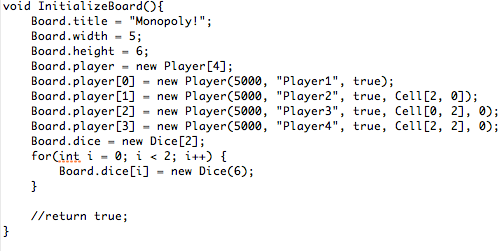 void InitializeBoard(){
    Board.title = "Monopoly!";
    Board.width = 5;
    Board.height = 6;
    Board.player = new Player[4];
    Board.player[0] = new Player(5000, "Player1", true);
    Board.player[1] = new Player(5000, "Player2", true, Cell[2, 0]);
    Board.player[2] = new Player(5000, "Player3", true, Cell[0, 2], 0);
    Board.player[3] = new Player(5000, "Player4", true, Cell[2, 2], 0);
    Board.dice = new Dice[2];
    for(int i = 0; i < 2; i++) {
        Board.dice[i] = new Dice(6);
    }

    //return true;
}